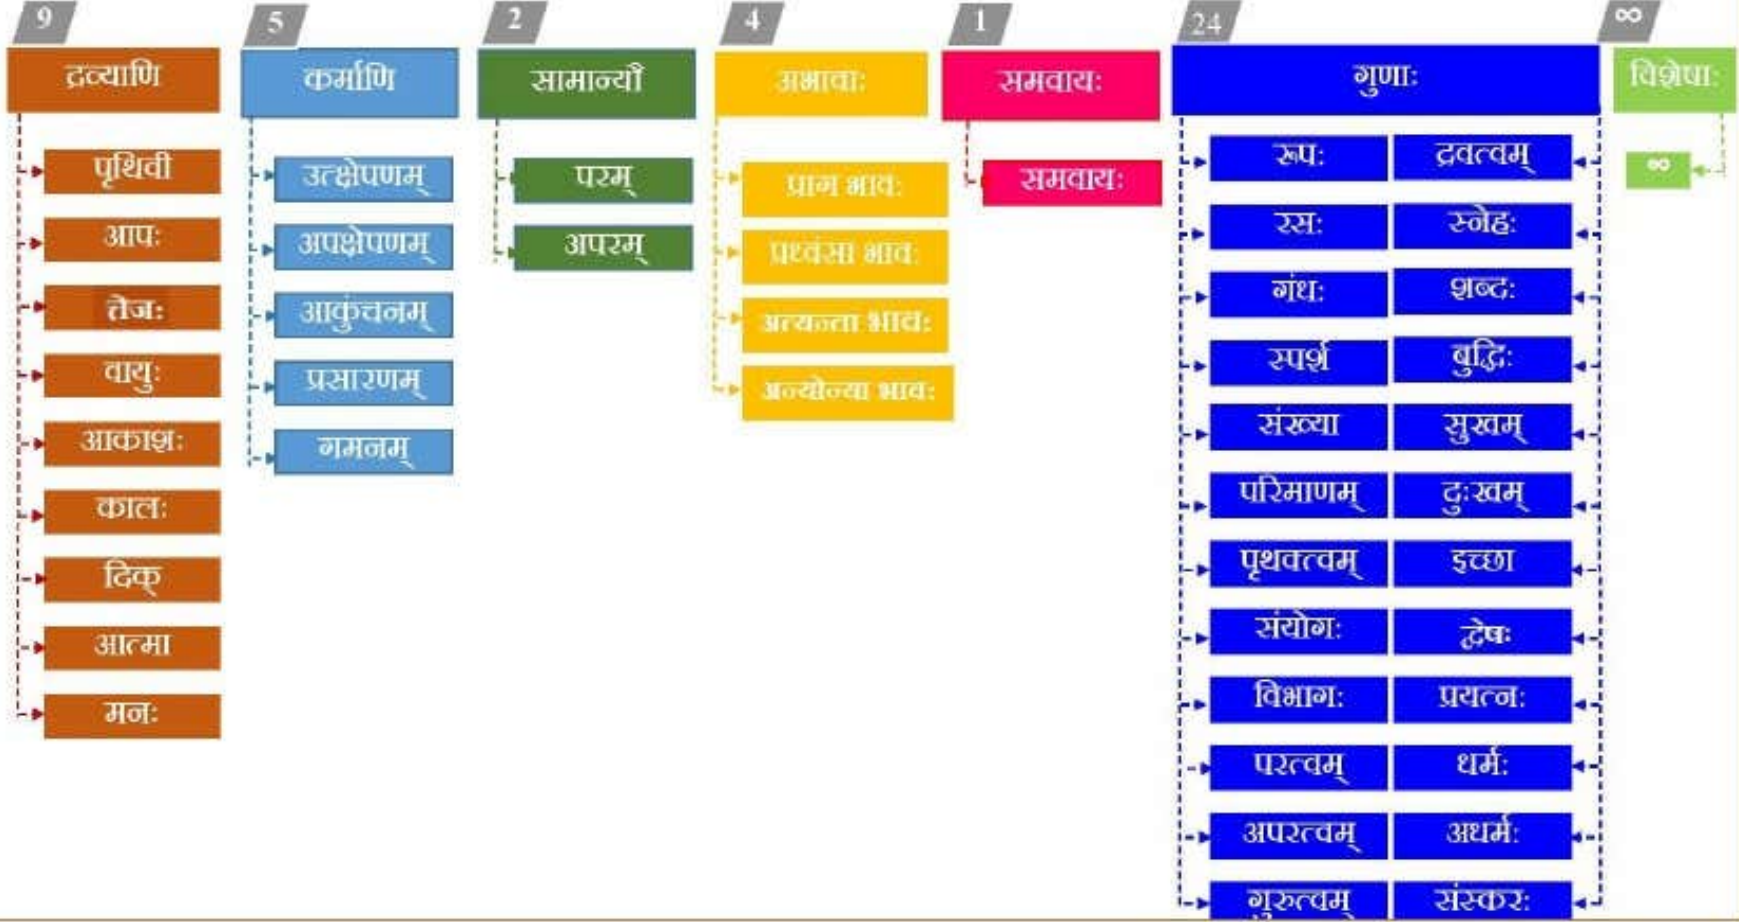 9
द्रव्याणि
पृथिवी
आपः
तेजः
वायुः
आकाशः
कालः
दिक्
आत्मा
मनः
5
कर्माणि
उत्क्षेपणम्
अपक्षेपणम्
आकुंचनम्
प्रसारणम्
गमनम्
2
सामान्यौ
परम्
अपरम्
4
अभावाः
प्राग भावः
प्रध्वंसा भावः
अत्यन्ता भावः
अन्योन्या भावः
1
समवायः
समवायः
24
गुणाः
रूपः द्रवत्वम्
रसः स्नेहः
गंधः शब्दः
स्पर्श बुद्धिः
संख्या सुखम्
परिमाणम् दुःखम्
पृथक्त्वम् इच्छा
संयोगः द्वेषः
विभागः प्रयत्नः
परत्वम् धर्मः
अपरत्वम् अधर्मः
गुरुत्वम् संस्करः
∞
विशेषाः
∞